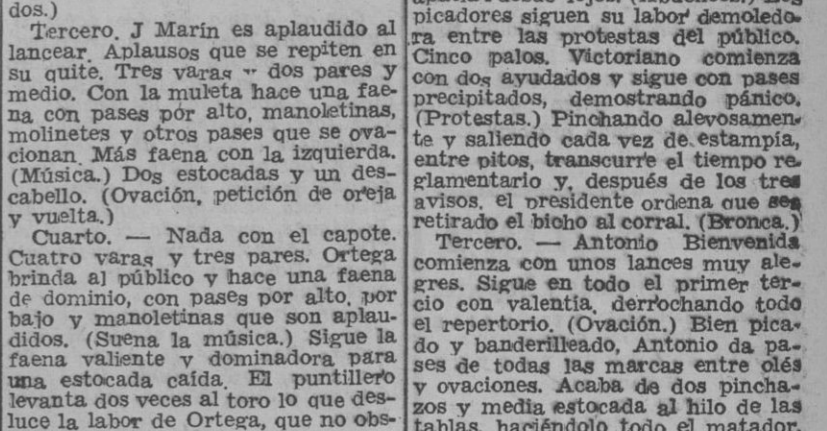 dos.)
Tercero. J Marín es aplaudido al
lancear. Aplausos que se repiten en
su quite. Tres varas y dos pares y
medio. Con la muleta hace una fae-
na con pases por alto, manoletinas,
molinetes y otros pases que se ova-
cionan. Más faena con la izquierda.
(Música.) Dos estocadas y un des-
cabello. (Ovación, petición de oreja
y vuelta.)
Cuarto. — Nada con el capote.
Cuatro varas y tres pares. Ortega
brinda al público y hace una faena
de dominio, con pases por alto, por
bajo y manoletinas que son aplau-
didos. (Suena la música.) Sigue la
faena valiente y dominadora para
una estocada caída. El puntillero
levanta dos veces al toro lo que des-
luce la labor de Ortega, que no obs-
picadores siguen su labor demoledo-
ra entre las protestas del público.
Cinco palos. Victoriano comienza
con dos ayudados y sigue con pases
precipitados, demostrando pánico.
(Protestas.) Pinchando alevosamen-
te y saliendo cada vez de estampía,
entre pitos, transcurre el tiempo re-
glamentario y, después de los tres
avisos, el presidente ordena que sea
retirado el bicho al corral. (Bronca.)
Tercero. — Antonio Bienvenida
comienza con unos lances muy ale-
gres. Sigue en todo el primer ter-
cio con valentía, derrochando todo
el repertorio. (Ovación.) Bien pica-
do y banderilleado, Antonio da pa-
ses de todas las marcas entre olés
y ovaciones. Acaba de dos pincha-
zos y media estocada al hilo de las
tablas, haciéndolo todo el matador.